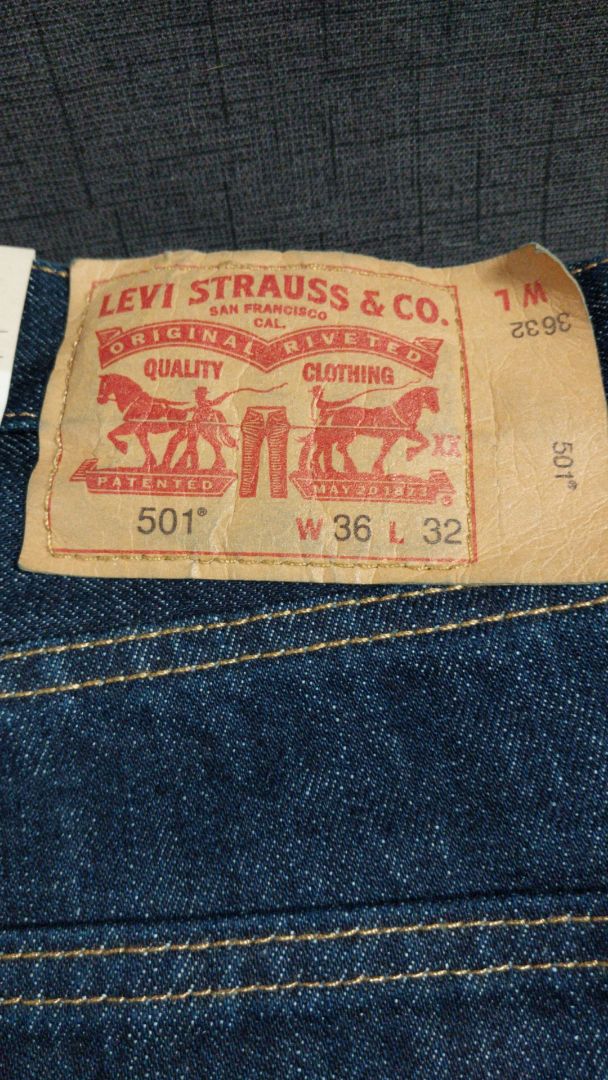 LEVI STRAUSS & CO.
SAN FRANCISCO
CAL.
ORIGINAL RIVETED
QUALITY CLOTHING
XX
PATENTED MAY 20 1873
®
501® W 36 L 32
W L
3632
501®